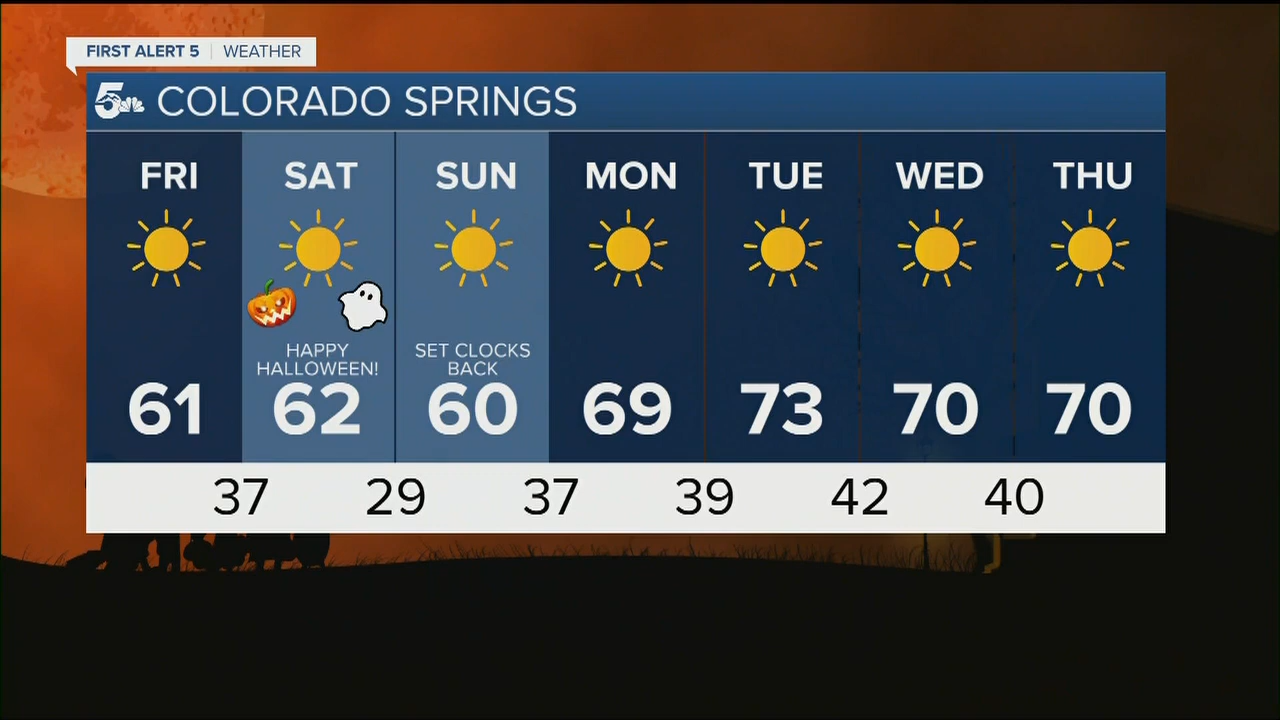 FIRST ALERT 5 | WEATHER
5 COLORADO SPRINGS
FRI SAT SUN MON TUE WED THU
HAPPY HALLOWEEN!
SET CLOCKS BACK
61 62 60 69 73 70 70
37 29 37 39 42 40